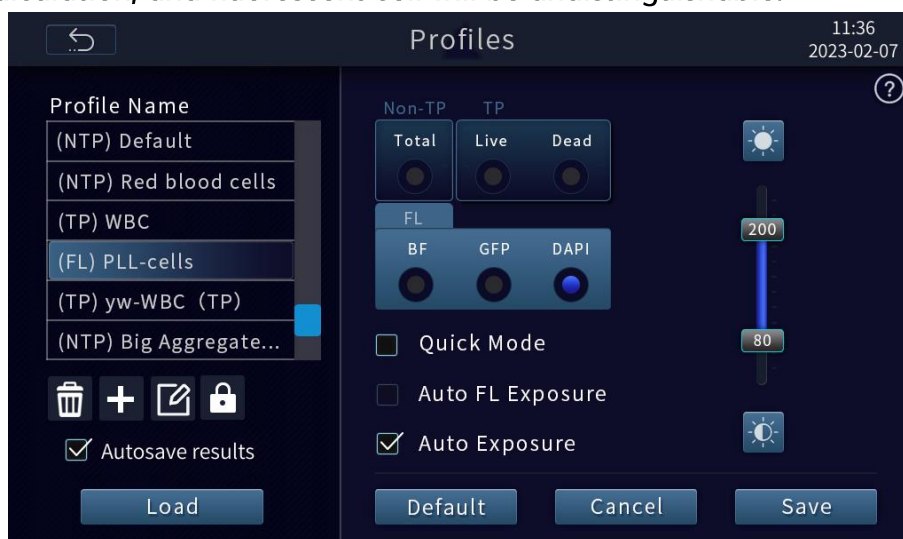 Profiles
11:36
2023-02-07
?
Profile Name
(NTP) Default
(NTP) Red blood cells
(TP) WBC
(FL) PLL-cells
(TP) yw-WBC（TP）
(NTP) Big Aggregate...
Autosave results
Load
Non-TP TP
Total Live Dead
FL
BF GFP DAPI
Quick Mode
Auto FL Exposure
Auto Exposure
200
80
Default Cancel Save